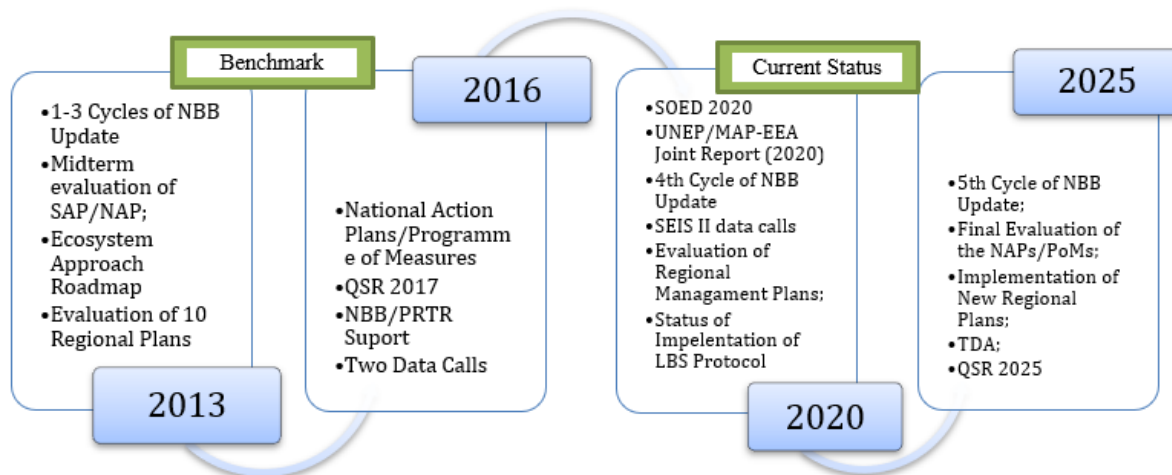 Benchmark
•1-3 Cycles of NBB
Update
•Midterm
evaluation of
SAP/NAP;
•Ecosystem
Approach
Roadmap
•Evaluation of 10
Regional Plans
2013
2016
•National Action
Plans/Programm
e of Measures
•QSR 2017
•NBB/PRTR
Suport
•Two Data Calls
Current Status
•SOED 2020
•UNEP/MAP-EEA
Joint Report (2020)
•4th Cycle of NBB
Update
•SEIS II data calls
•Evaluation of
Regional
Managament Plans;
•Status of
Impelentation of
LBS Protocol
2020
2025
•5th Cycle of NBB
Update;
•Final Evaluation of
the NAPs/PoMs;
•Implementation of
New Regional
Plans;
•TDA;
•QSR 2025